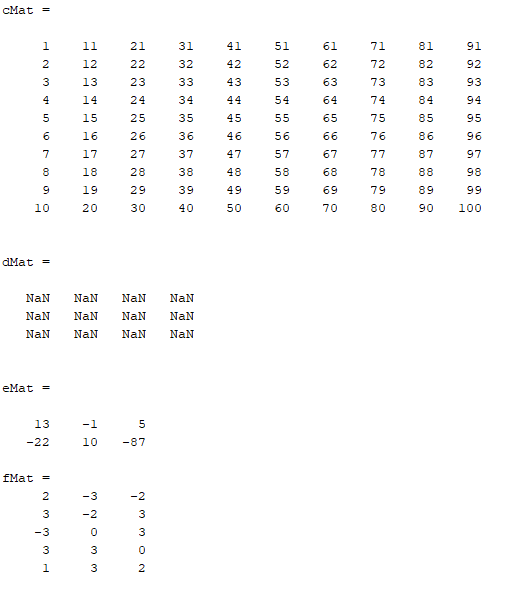 cMat =
1 11 21 31 41 51 61 71 81 91
2 12 22 32 42 52 62 72 82 92
3 13 23 33 43 53 63 73 83 93
4 14 24 34 44 54 64 74 84 94
5 15 25 35 45 55 65 75 85 95
6 16 26 36 46 56 66 76 86 96
7 17 27 37 47 57 67 77 87 97
8 18 28 38 48 58 68 78 88 98
9 19 29 39 49 59 69 79 89 99
10 20 30 40 50 60 70 80 90 100
dMat =
NaN NaN NaN NaN
NaN NaN NaN NaN
NaN NaN NaN NaN
eMat =
13 -1 5
-22 10 -87
fMat =
2 -3 -2
3 -2 3
-3 0 3
3 3 0
1 3 2